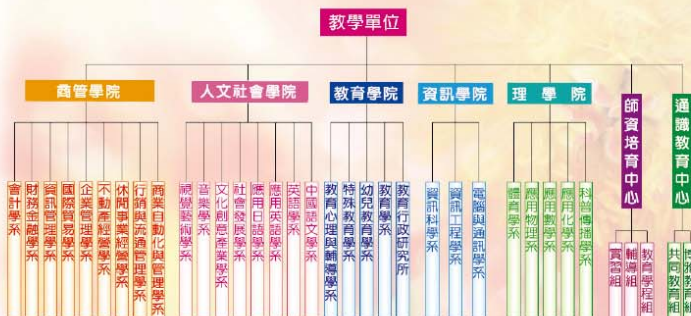 教學單位
商管學院
人文社會學院
教育學院
資訊學院
理學院
師資培育中心
通識教育中心
會計學系
財務金融學系
資訊管理學系
國際貿易學系
企業管理學系
不動產經營學系
休閒事業經營學系
行銷與流通管理學系
商業自動化與管理學系
視覺藝術學系
音樂學系
文化創意產業學系
社會發展學系
應用日語學系
應用英語學系
英語學系
中國語文學系
教育心理與輔導學系
特殊教育學系
幼兒教育學系
教育學系
教育行政研究所
資訊科學系
資訊工程學系
電腦與通訊學系
體育學系
應用物理系
應用數學系
應用化學系
科普傳播學系
實習組
輔導組
教育學程組
共同教育組
博雅教育組